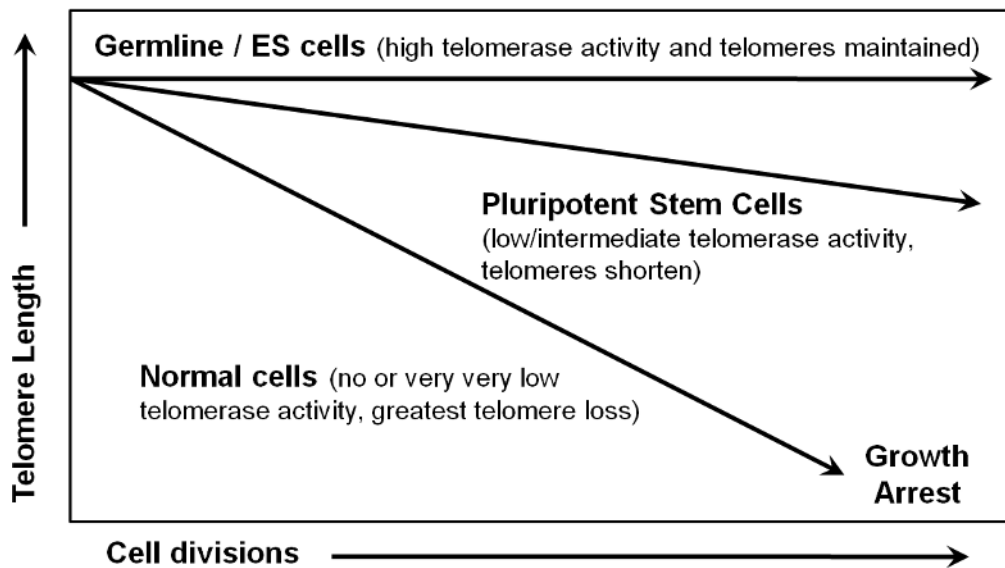 Germline / ES cells (high telomerase activity and telomeres maintained)
Pluripotent Stem Cells
(low/intermediate telomerase activity,
telomeres shorten)
Normal cells (no or very very low
telomerase activity, greatest telomere loss)
Growth
Arrest
Telomere Length
Cell divisions